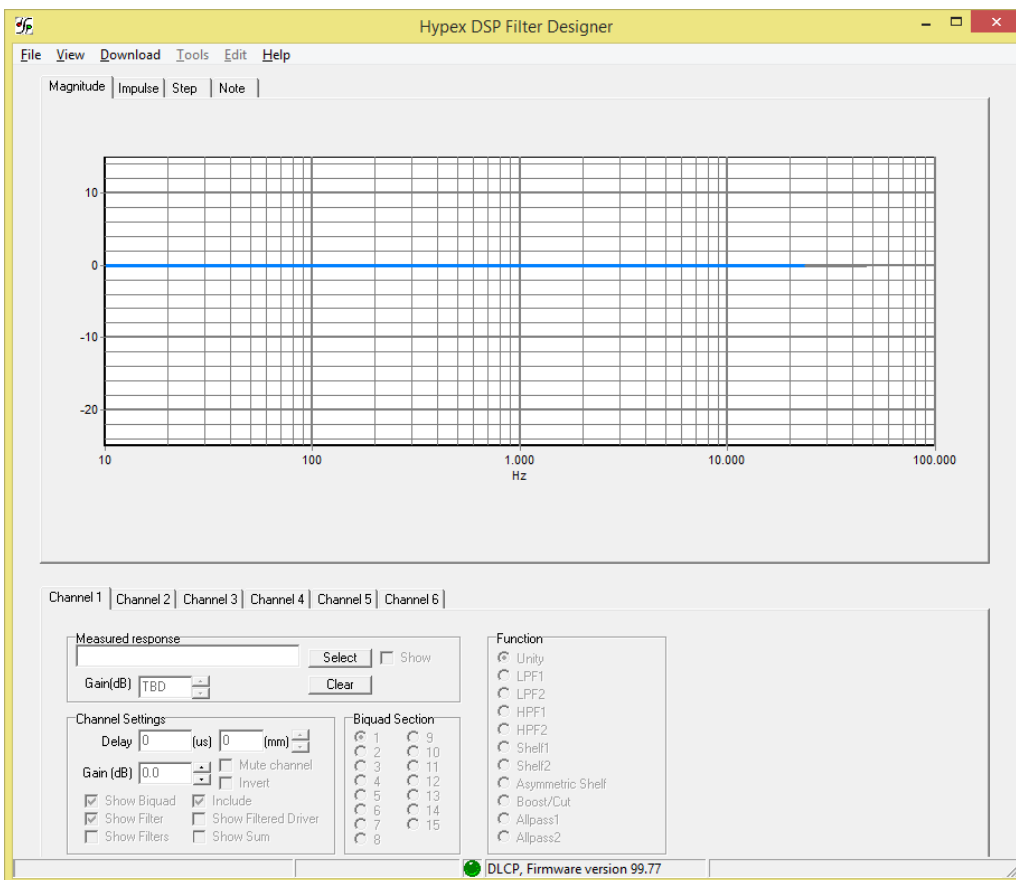 Hypex DSP Filter Designer
File View Download Tools Edit Help
Magnitude Impulse Step Note
10
0
-10
-20
10 100 1.000 10.000 100.000
Hz
Channel 1 Channel 2 Channel 3 Channel 4 Channel 5 Channel 6
Measured response
Select Show
Gain(dB) TBD Clear
Channel Settings
Delay 0 (us) 0 (mm)
Gain (dB) 0.0 Mute channel
Invert
Show Biquad Include
Show Filter Show Filtered Driver
Show Filters Show Sum
Biquad Section
1 9
2 10
3 11
4 12
5 13
6 14
7 15
8
Function
Unity
LPF1
LPF2
HPF1
HPF2
Shelf1
Shelf2
Asymmetric Shelf
Boost/Cut
Allpass1
Allpass2
DLCP, Firmware version 99.77